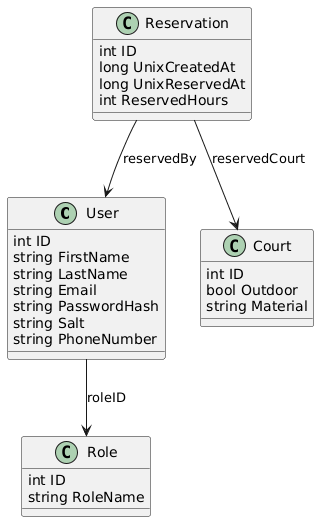 C Reservation
int ID
long UnixCreatedAt
long UnixReservedAt
int ReservedHours
reservedBy
reservedCourt
C User
int ID
string FirstName
string LastName
string Email
string PasswordHash
string Salt
string PhoneNumber
C Court
int ID
bool Outdoor
string Material
roleID
C Role
int ID
string RoleName